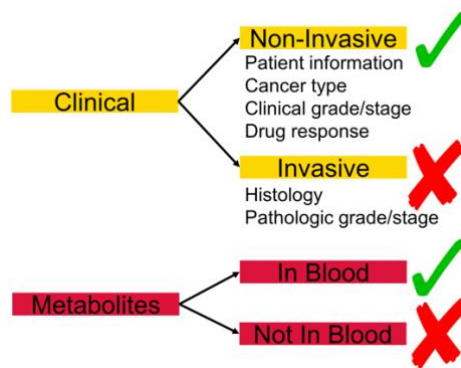 Non-Invasive
Patient information
Cancer type
Clinical grade/stage
Drug response
Clinical
Invasive
Histology
Pathologic grade/stage
In Blood
Metabolites
Not In Blood